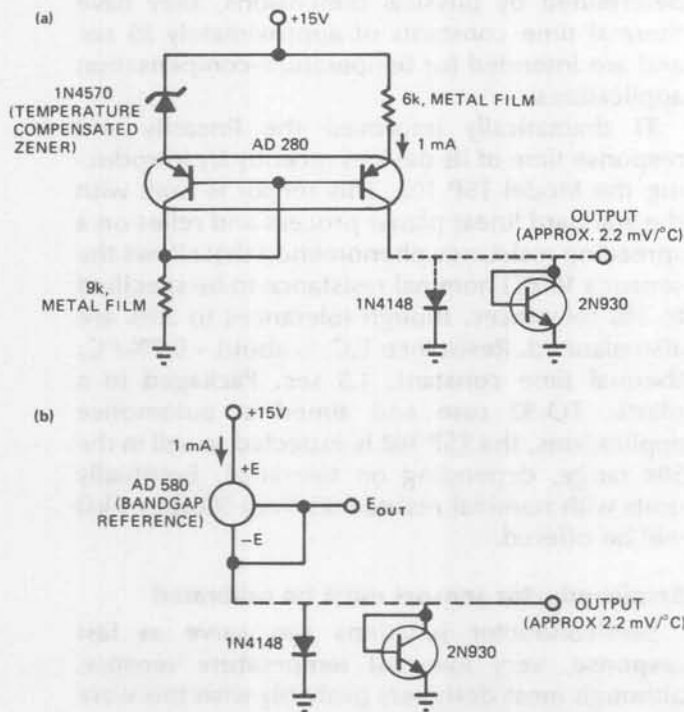 (a)
+15V
1N4570
(TEMPERATURE
COMPENSATED
ZENER)
6k, METAL FILM
AD 280
1 mA
OUTPUT
(APPROX 2.2 mV/°C)
9k,
METAL FILM
1N4148
2N930
(b)
+15V
1 mA
+E
AD 580
(BANDGAP
REFERENCE)
EOUT
−E
OUTPUT
(APPROX 2.2 mV/°C)
1N4148
2N930